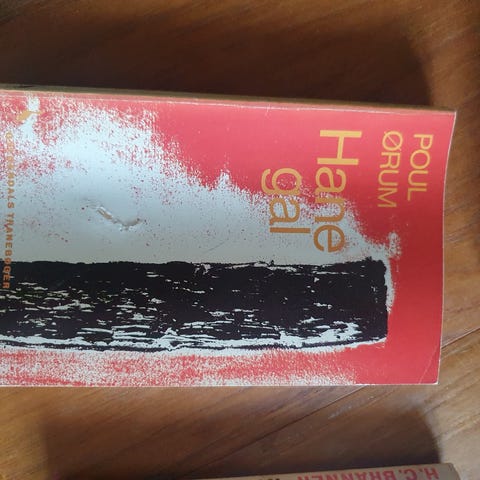 POUL
ØRUM
Hane
gal
GYLDENDALS TRANEBØGER
H.C. BRANNER